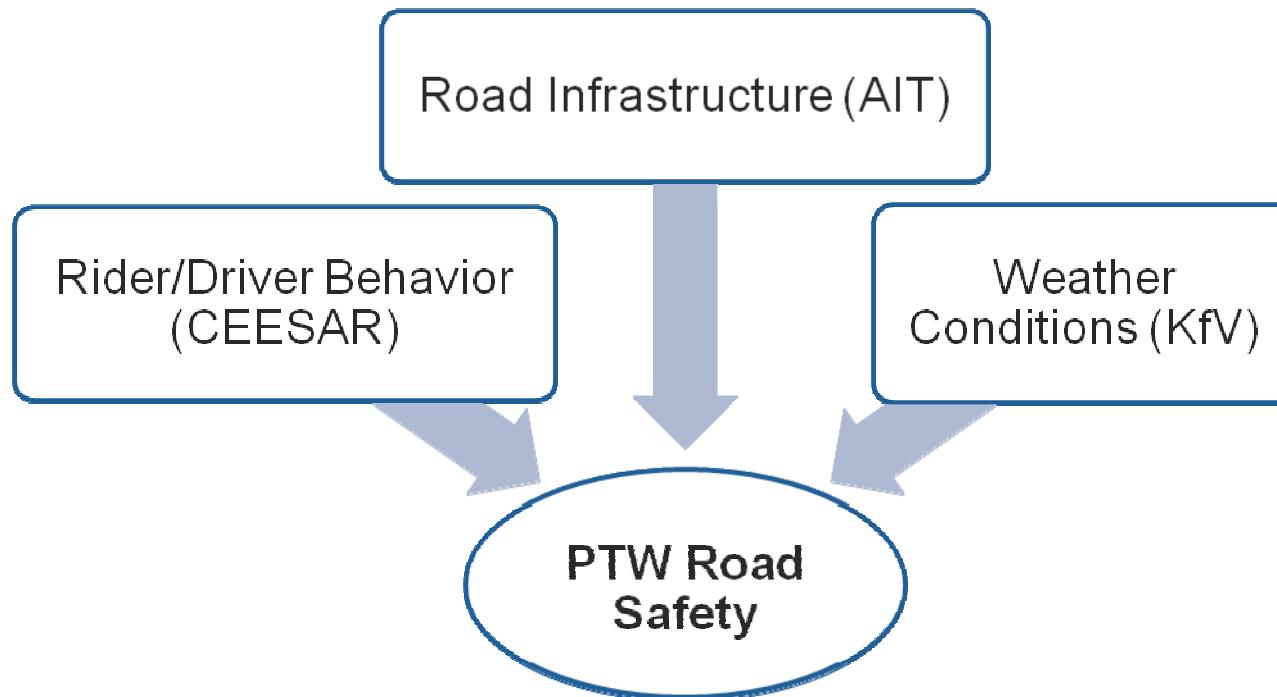 Road Infrastructure (AIT)
Rider/Driver Behavior
(CEESAR)
Weather
Conditions (KfV)
PTW Road
Safety